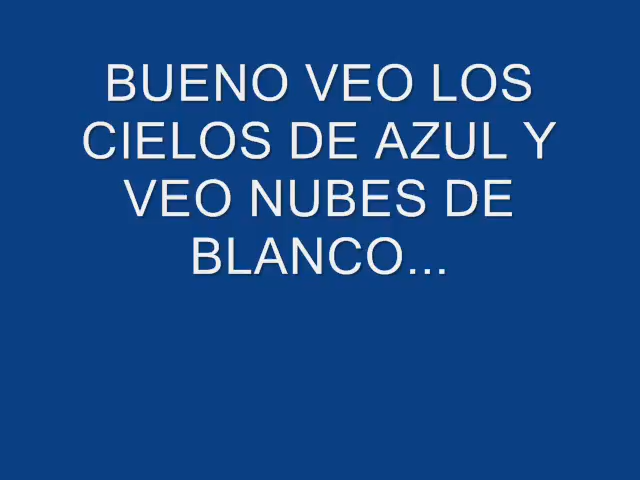 BUENO VEO LOS
CIELOS DE AZUL Y
VEO NUBES DE
BLANCO...